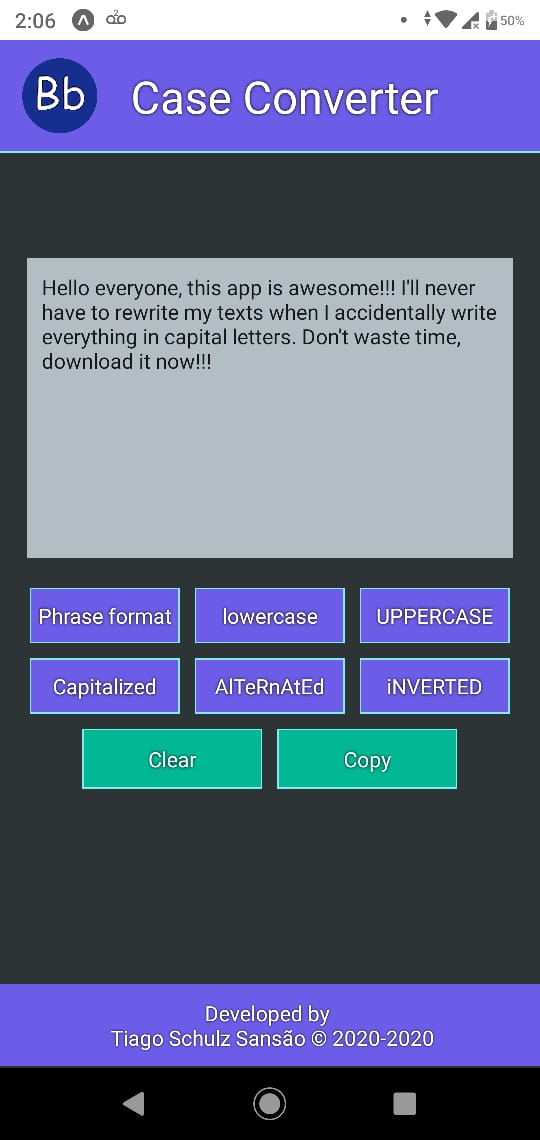 2:06
2
50%
Bb
Case Converter
Hello everyone, this app is awesome!!! I'll never
have to rewrite my texts when I accidentally write
everything in capital letters. Don't waste time,
download it now!!!
Phrase format lowercase UPPERCASE
Capitalized AlTeRnAtEd iNVERTED
Clear Copy
Developed by
Tiago Schulz Sansão © 2020-2020